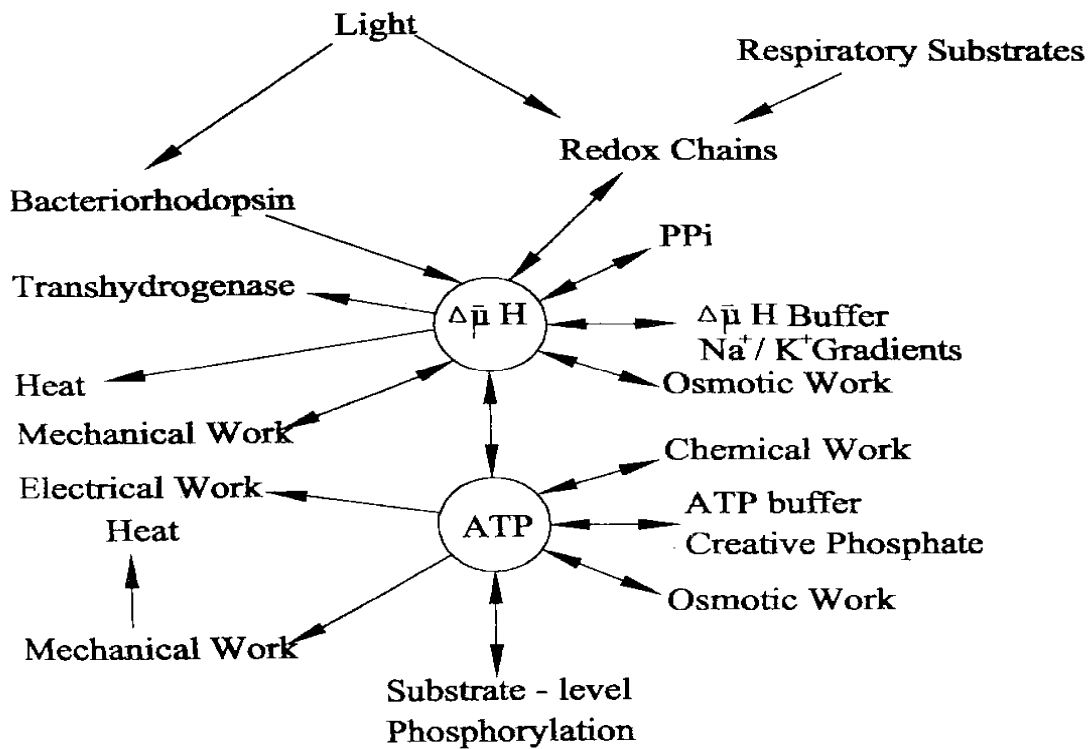 Light
Respiratory Substrates
Redox Chains
Bacteriorhodopsin
PPi
Transhydrogenase
Δμ̄ H
Δμ̄ H Buffer
Na⁺/ K⁺Gradients
Heat
Osmotic Work
Mechanical Work
Chemical Work
Electrical Work
ATP buffer
Heat
ATP
Creative Phosphate
Osmotic Work
Mechanical Work
Substrate - level
Phosphorylation